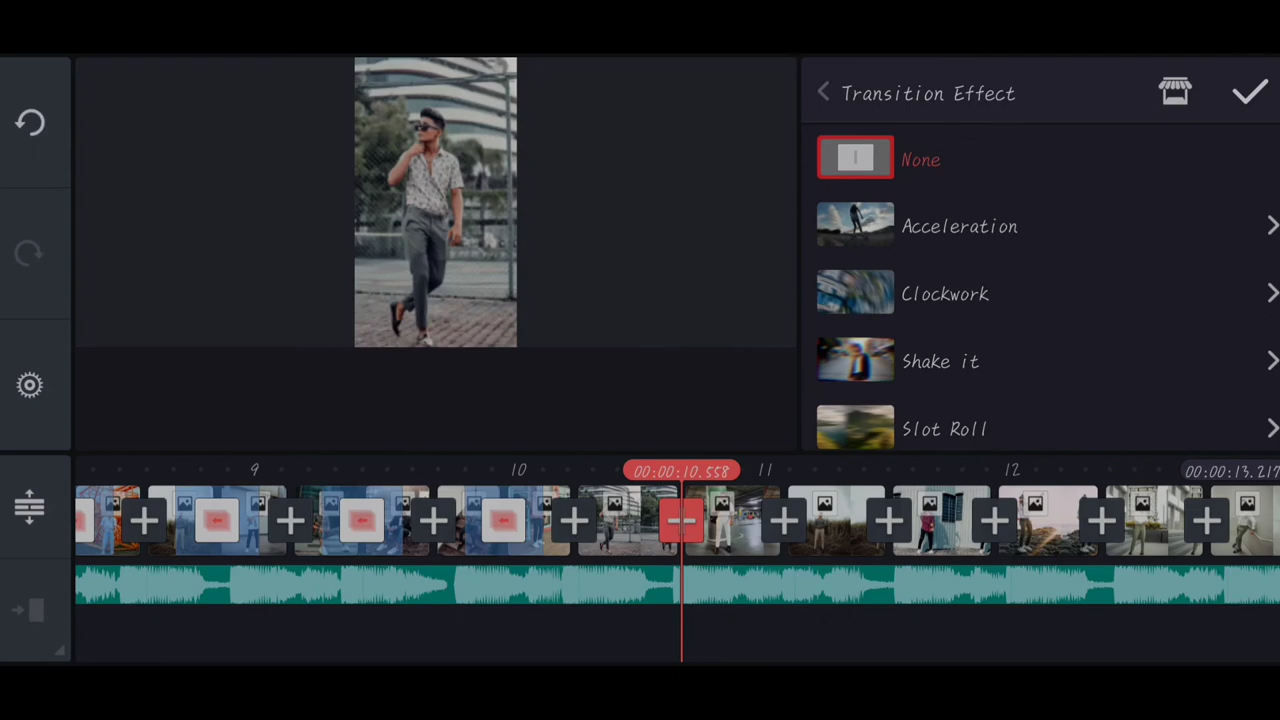 Transition Effect
None
Acceleration
Clockwork
Shake it
Slot Roll
9
10
00:00:10.558
11
12
00:00:13.217